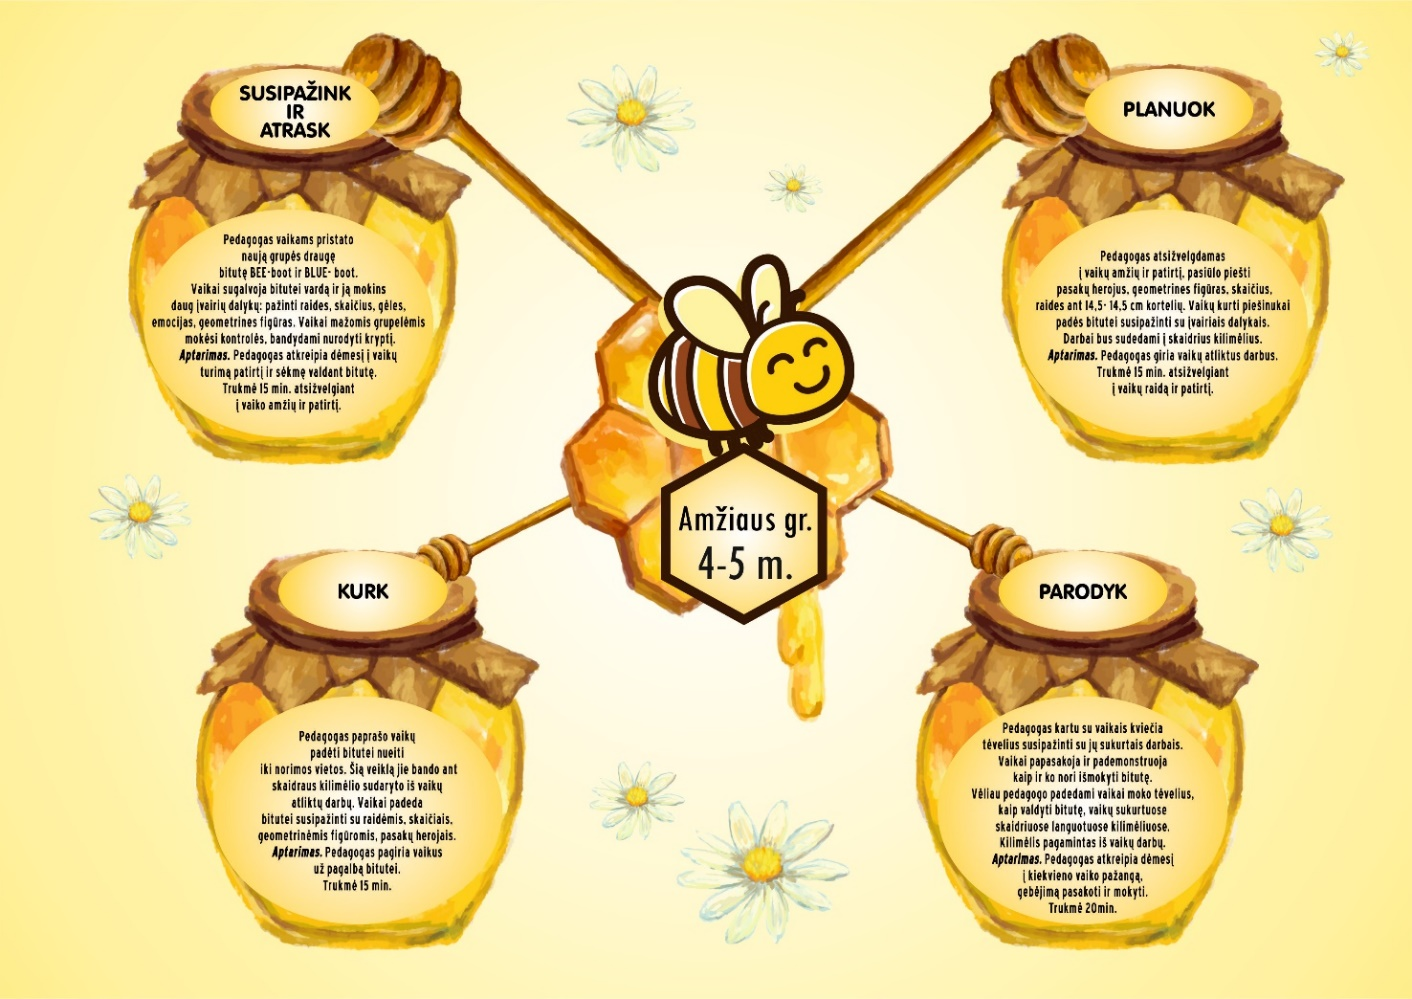 SUSIPAŽINK
IR
ATRASK
Pedagogas vaikams pristato
naują grupės draugę
bitutę BEE-boot ir BLUE- boot.
Vaikai sugalvoja bitutei vardą ir ją mokins
daug įvairių dalykų: pažinti raides, skaičius, gėles,
emocijas, geometrines figūras. Vaikai mažomis grupelėmis
mokėsi kontrolės, bandydami nurodyti kryptį.
Aptarimas. Pedagogas atkreipia dėmesį į vaikų
turimą patirtį ir sėkmę valdant bitutę.
Trukmė 15 min. atsižvelgiant
į vaiko amžių ir patirtį.
PLANUOK
Pedagogas atsižvelgdamas
į vaikų amžių ir patirtį, pasiūlo piešti
pasakų herojus, geometrines figūras, skaičius,
raides ant 14,5- 14,5 cm kortelių. Vaikų kurti piešinukai
padės bitutei susipažinti su įvairiais dalykais.
Darbai bus sudedami į skaidrius kilimėlius.
Aptarimas. Pedagogas giria vaikų atliktus darbus.
Trukmė 15 min. atsižvelgiant
į vaikų raidą ir patirtį.
Amžiaus gr.
4-5 m.
KURK
Pedagogas paprašo vaikų
padėti bitutei nueiti
iki norimos vietos. Šią veiklą jie bando ant
skaidraus kilimėlio sudaryto iš vaikų
atliktų darbų. Vaikai padeda
bitutei susipažinti su raidėmis, skaičiais,
geometrinėmis figūromis, pasakų herojais.
Aptarimas. Pedagogas pagiria vaikus
už pagalbą bitutei.
Trukmė 15 min.
PARODYK
Pedagogas kartu su vaikais kviečia
tėvelius susipažinti su jų sukurtais darbais.
Vaikai papasakoja ir pademonstruoja
kaip ir ko nori išmokyti bitutę.
Vėliau pedagogo padedami vaikai moko tėvelius,
kaip valdyti bitutę, vaikų sukurtuose
skaidriuose languotuose kilimėliuose.
Kilimėlis pagamintas iš vaikų darbų.
Aptarimas. Pedagogas atkreipia dėmesį
į kiekvieno vaiko pažangą,
gebėjimą pasakoti ir mokyti.
Trukmė 20min.